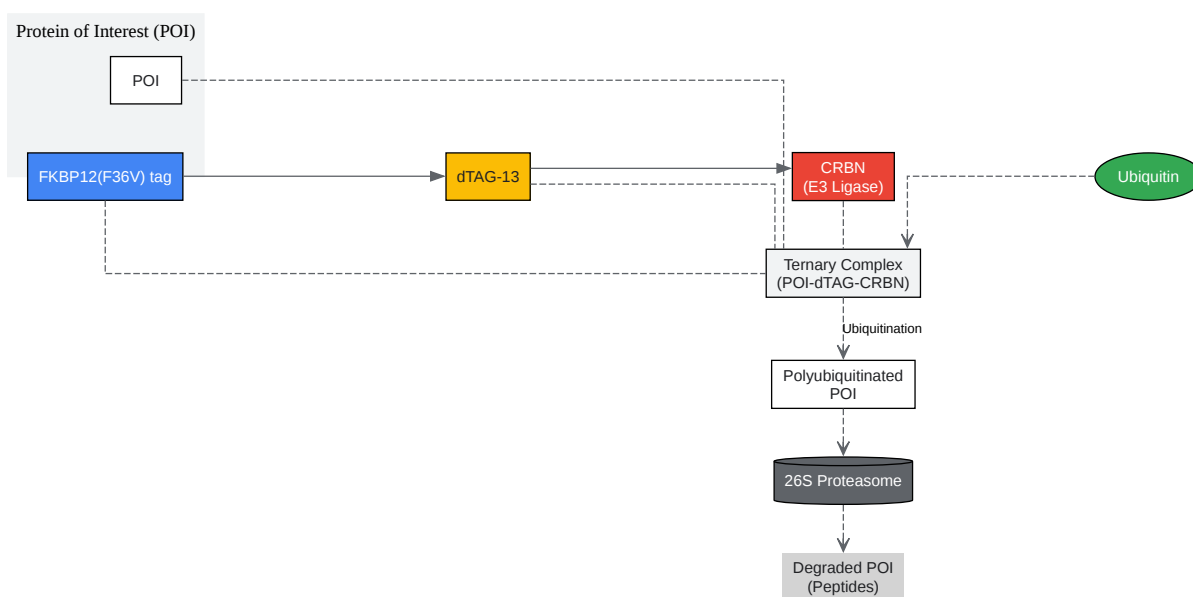 Protein of Interest (POI)
POI
FKBP12(F36V) tag
dTAG-13
CRBN
(E3 Ligase)
Ubiquitin
Ternary Complex
(POI-dTAG-CRBN)
Ubiquitination
Polyubiquitinated
POI
26S Proteasome
Degraded POI
(Peptides)